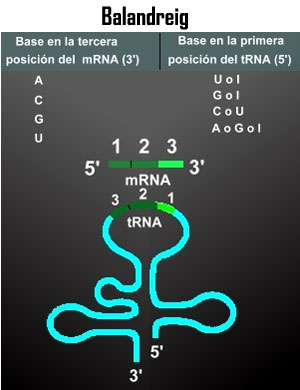 Balandreig
Base en la tercera
posición del mRNA (3')
Base en la primera
posición del tRNA (5')
A
C
G
U
U o I
G o I
C o U
A o G o I
1 2 3
5' 3'
mRNA
3 2 1
tRNA
5'
3'